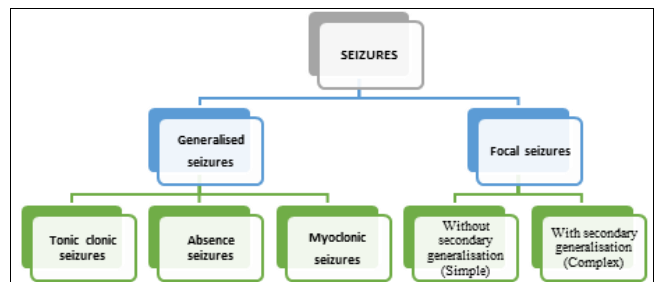 SEIZURES
Generalised
seizures
Focal seizures
Tonic clonic
seizures
Absence
seizures
Myoclonic
seizures
Without
secondary
generalisation
(Simple)
With secondary
generalisation
(Complex)